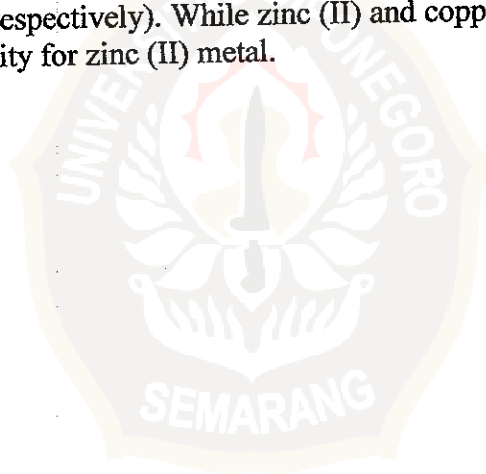 espectively). While zinc (II) and copp
ity for zinc (II) metal.
UNIVERSITAS DIPONEGORO
SEMARANG